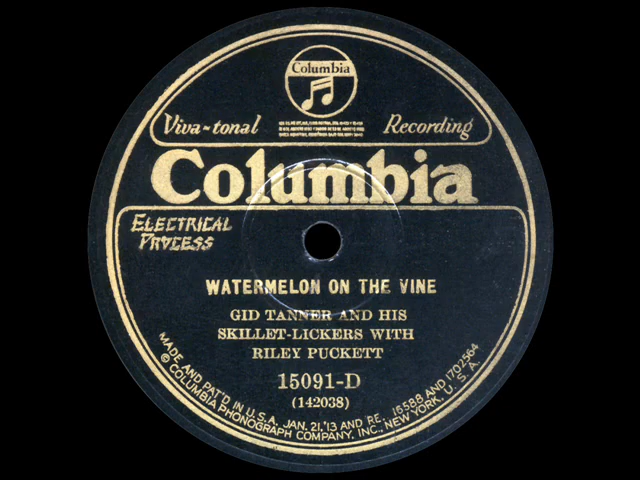 Columbia
Viva-tonal Recording
Columbia
ELECTRICAL
PROCESS
WATERMELON ON THE VINE
GID TANNER AND HIS
SKILLET-LICKERS WITH
RILEY PUCKETT
15091-D
(142038)
MADE AND PAT'D IN U.S.A. JAN. 21,'13 AND RE. 16588 AND 1702564
© COLUMBIA PHONOGRAPH COMPANY, INC., NEW YORK, U.S.A.